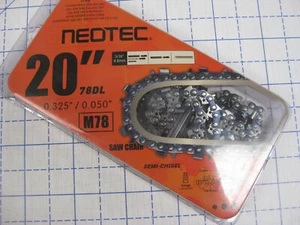 NEOTEC
20"
78DL
0.325" / 0.050"
M78
SAW CHAIN
SEMI-CHISEL